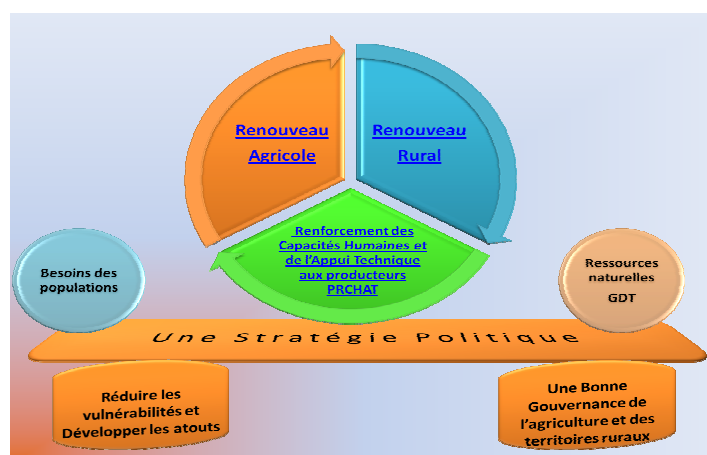 Renouveau
Agricole
Renouveau
Rural
Renforcement des
Capacités Humaines et
de l'Appui Technique
aux producteurs
PRCHAT
Besoins des
populations
Ressources
naturelles
GDT
Une Stratégie Politique
Réduire les
vulnérabilités et
Développer les atouts
Une Bonne
Gouvernance de
l'agriculture et des
territoires ruraux